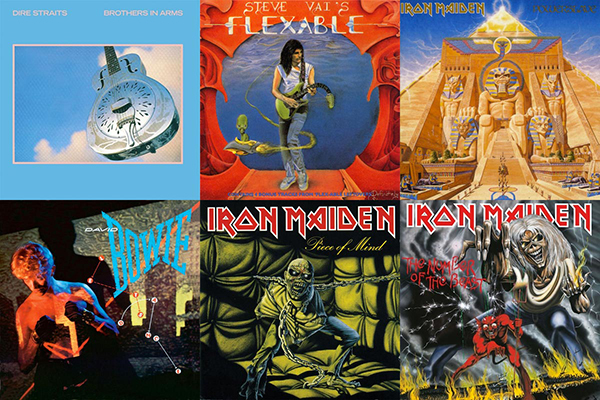 DIRE STRAITS
BROTHERS IN ARMS
STEVE VAI'S
FLEXABLE
IRON MAIDEN
DAVID
BOWIE
IRON MAIDEN
Piece of Mind
IRON MAIDEN
THE NUMBER
OF THE BEAST